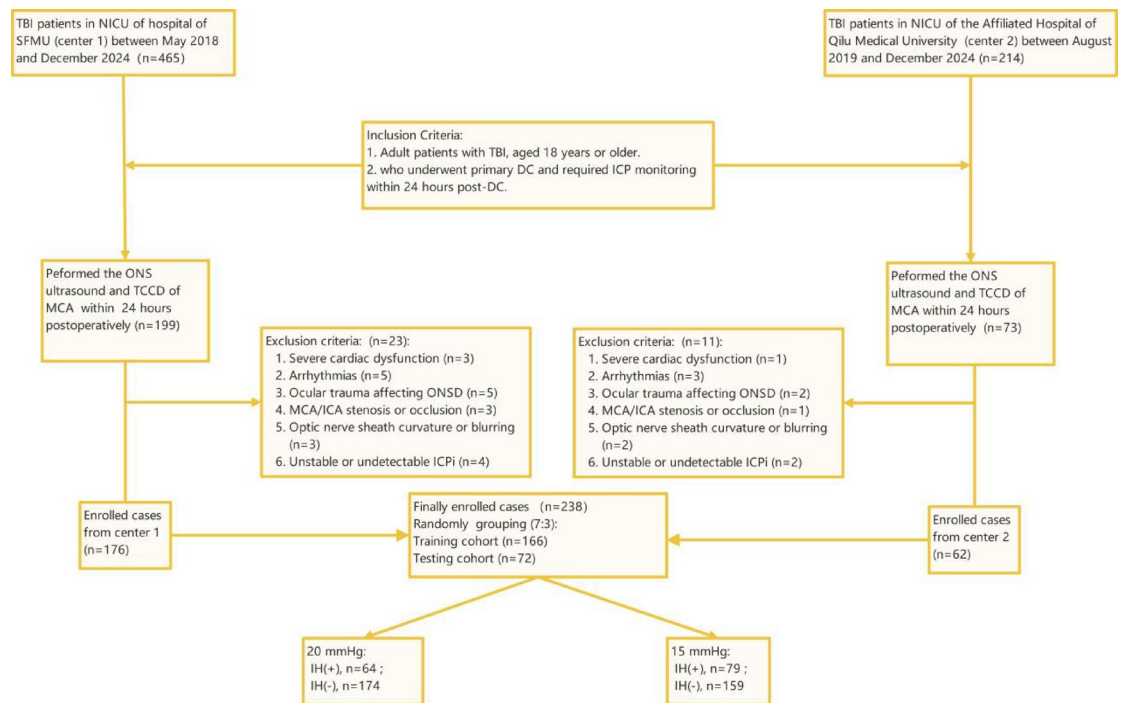 TBI patients in NICU of hospital of
SFMU (center 1) between May 2018
and December 2024 (n=465)
TBI patients in NICU of the Affiliated Hospital of
Qilu Medical University (center 2) between August
2019 and December 2024 (n=214)
Inclusion Criteria:
1. Adult patients with TBI, aged 18 years or older.
2. who underwent primary DC and required ICP monitoring
within 24 hours post-DC.
Peformed the ONS
ultrasound and TCCD of
MCA within 24 hours
postoperatively (n=199)
Peformed the ONS
ultrasound and TCCD of
MCA within 24 hours
postoperatively (n=73)
Exclusion criteria: (n=23):
1. Severe cardiac dysfunction (n=3)
2. Arrhythmias (n=5)
3. Ocular trauma affecting ONSD (n=5)
4. MCA/ICA stenosis or occlusion (n=3)
5. Optic nerve sheath curvature or blurring
(n=3)
6. Unstable or undetectable ICPi (n=4)
Exclusion criteria: (n=11):
1. Severe cardiac dysfunction (n=1)
2. Arrhythmias (n=3)
3. Ocular trauma affecting ONSD (n=2)
4. MCA/ICA stenosis or occlusion (n=1)
5. Optic nerve sheath curvature or blurring
(n=2)
6. Unstable or undetectable ICPi (n=2)
Enrolled cases
from center 1
(n=176)
Finally enrolled cases (n=238)
Randomly grouping (7:3):
Training cohort (n=166)
Testing cohort (n=72)
Enrolled cases
from center 2
(n=62)
20 mmHg:
IH(+), n=64 ;
IH(-), n=174
15 mmHg:
IH(+), n=79 ;
IH(-), n=159